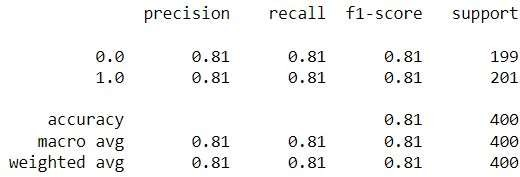 precision recall f1-score support
0.0 0.81 0.81 0.81 199
1.0 0.81 0.81 0.81 201
accuracy 0.81 400
macro avg 0.81 0.81 0.81 400
weighted avg 0.81 0.81 0.81 400